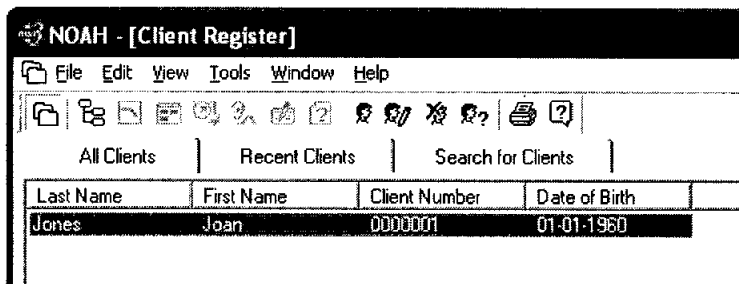 NOAH - [Client Register]
File Edit View Tools Window Help
All Clients Recent Clients Search for Clients
Last Name First Name Client Number Date of Birth
Jones Joan 0000001 01-01-1960